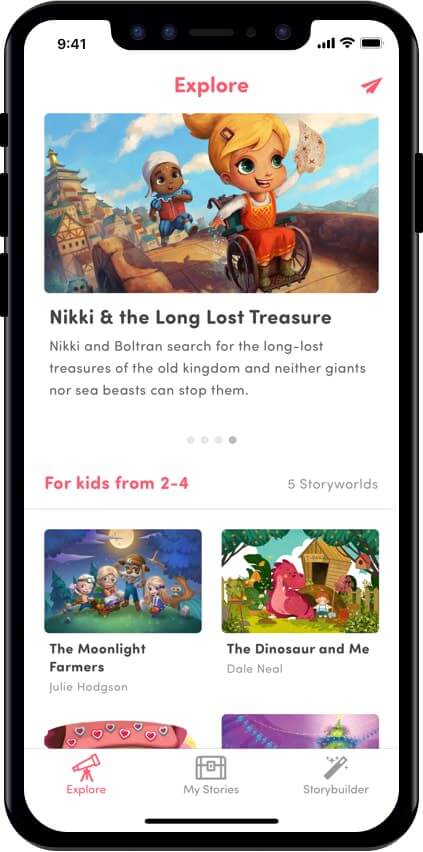 9:41
Explore
Nikki & the Long Lost Treasure
Nikki and Boltran search for the long-lost
treasures of the old kingdom and neither giants
nor sea beasts can stop them.
For kids from 2-4
5 Storyworlds
The Moonlight
Farmers
Julie Hodgson
The Dinosaur and Me
Dale Neal
Explore
My Stories
Storybuilder